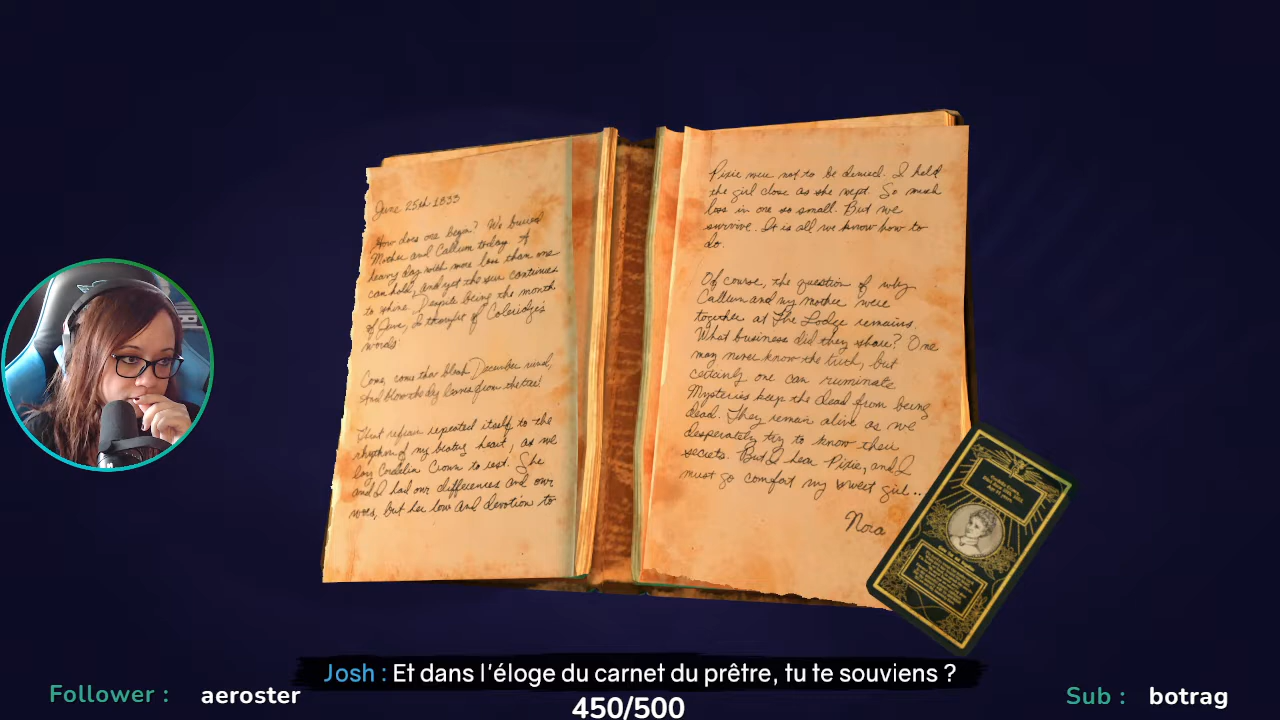 June 25th 1833
How does one begin? We buried
Mother and Callum today. A
heavy day with more loss than one
can hold, and yet the sun continues
to shine. Despite being the month
of June, I thought of Coleridge's
words:
Come, come thou bleak December wind,
And blow the dry leaves from the tree!
That refrain repeated itself to the
rhythm of my beating heart, as we
lay Cordelia Crown to rest. She
and I had our differences and our
woes, but her love and devotion to
Pixie were not to be denied. I held
the girl close as she wept. So much
loss in one so small. But we
survive. It is all we know how to
do.
Of course, the question of why
Callum and my mother were
together at The Lodge remains.
What business did they share? One
may never know the truth, but
certainly one can ruminate
Mysteries keep the dead from being
dead. They remain alive as we
desperately try to know their
secrets. But I hear Pixie, and I
must go comfort my sweet girl...
Nora
Josh : Et dans l'éloge du carnet du prêtre, tu te souviens ?
Follower : aeroster
450/500
Sub : botrag